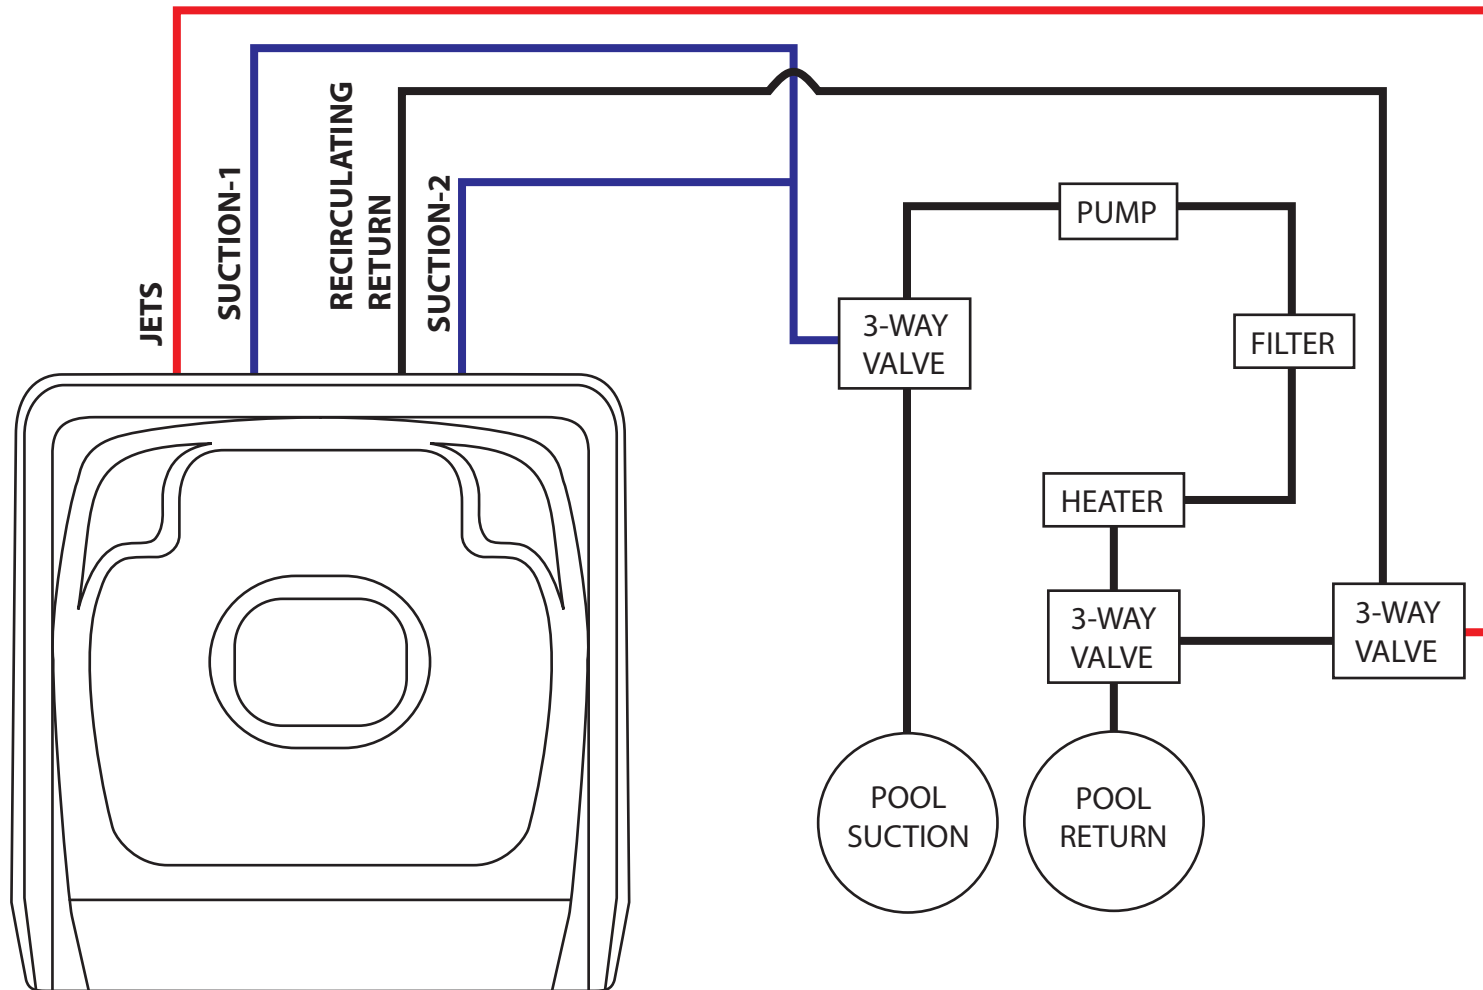 JETS
SUCTION-1
RECIRCULATING
RETURN
SUCTION-2
PUMP
3-WAY
VALVE
FILTER
HEATER
3-WAY
VALVE
3-WAY
VALVE
POOL
SUCTION
POOL
RETURN